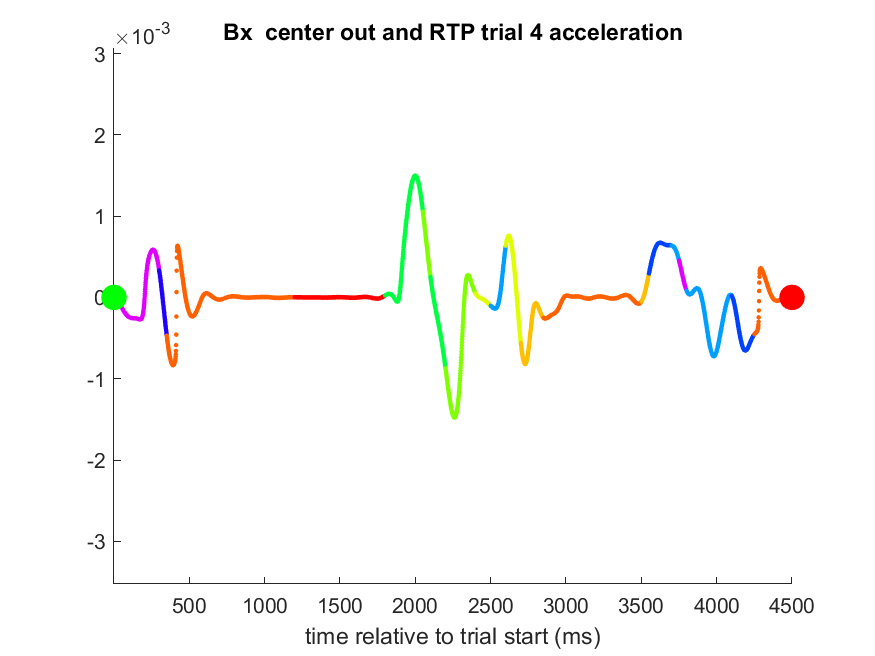 Bx  center out and RTP trial 4 acceleration
×10-3
3
2
1
0
-1
-2
-3
500 1000 1500 2000 2500 3000 3500 4000 4500
time relative to trial start (ms)